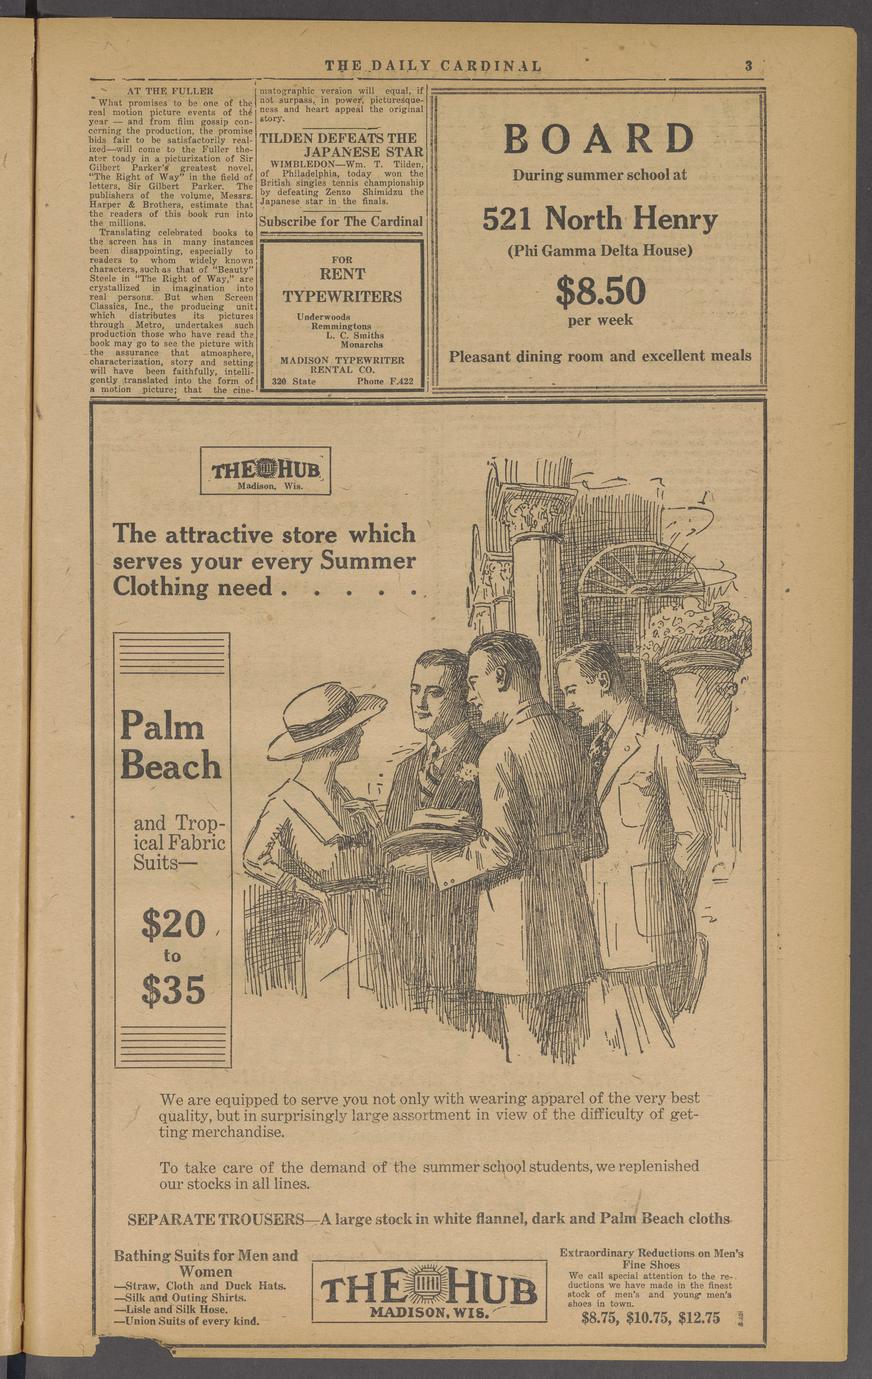 THE DAILY CARDINAL
3
AT THE FULLER
What promises to be one of the
real motion picture events of the
year — and from film gossip con-
cerning the production, the promise
bids fair to be satisfactorily real-
ized—will come to the Fuller the-
ater toady in a picturization of Sir
Gilbert Parker's greatest novel,
"The Right of Way" in the field of
letters, Sir Gilbert Parker. The
publishers of the volume, Messrs.
Harper & Brothers, estimate that
the readers of this book run into
the millions.
Translating celebrated books to
the screen has in many instances
been disappointing, especially to
readers to whom widely known
characters, such as that of "Beauty"
Steele in "The Right of Way," are
crystallized in imagination into
real persons. But when Screen
Classics, Inc., the producing unit
which distributes its pictures
through Metro, undertakes such
production those who have read the
book may go to see the picture with
the assurance that atmosphere,
characterization, story and setting
will have been faithfully, intelli-
gently translated into the form of
a motion picture; that the cine-
matographic version will equal, if
not surpass, in power, picturesque-
ness and heart appeal the original
story.
TILDEN DEFEATS THE
JAPANESE STAR
WIMBLEDON—Wm. T. Tilden,
of Philadelphia, today won the
British singles tennis championship
by defeating Zenzo Shimidzu the
Japanese star in the finals.
Subscribe for The Cardinal
FOR
RENT
TYPEWRITERS
Underwoods
Remmingtons
L. C. Smiths
Monarchs
MADISON TYPEWRITER
RENTAL CO.
320 State Phone F.422
BOARD
During summer school at
521 North Henry
(Phi Gamma Delta House)
$8.50
per week
Pleasant dining room and excellent meals
THE HUB
Madison, Wis.
The attractive store which
serves your every Summer
Clothing need . . . . .
Palm
Beach
and Trop-
ical Fabric
Suits—
$20
to
$35
We are equipped to serve you not only with wearing apparel of the very best
quality, but in surprisingly large assortment in view of the difficulty of get-
ting merchandise.
To take care of the demand of the summer school students, we replenished
our stocks in all lines.
SEPARATE TROUSERS—A large stock in white flannel, dark and Palm Beach cloths
Bathing Suits for Men and
Women
—Straw, Cloth and Duck Hats.
—Silk and Outing Shirts.
—Lisle and Silk Hose.
—Union Suits of every kind.
THE HUB
MADISON, WIS.
Extraordinary Reductions on Men's
Fine Shoes
We call special attention to the re-
ductions we have made in the finest
stock of men's and young men's
shoes in town.
$8.75, $10.75, $12.75